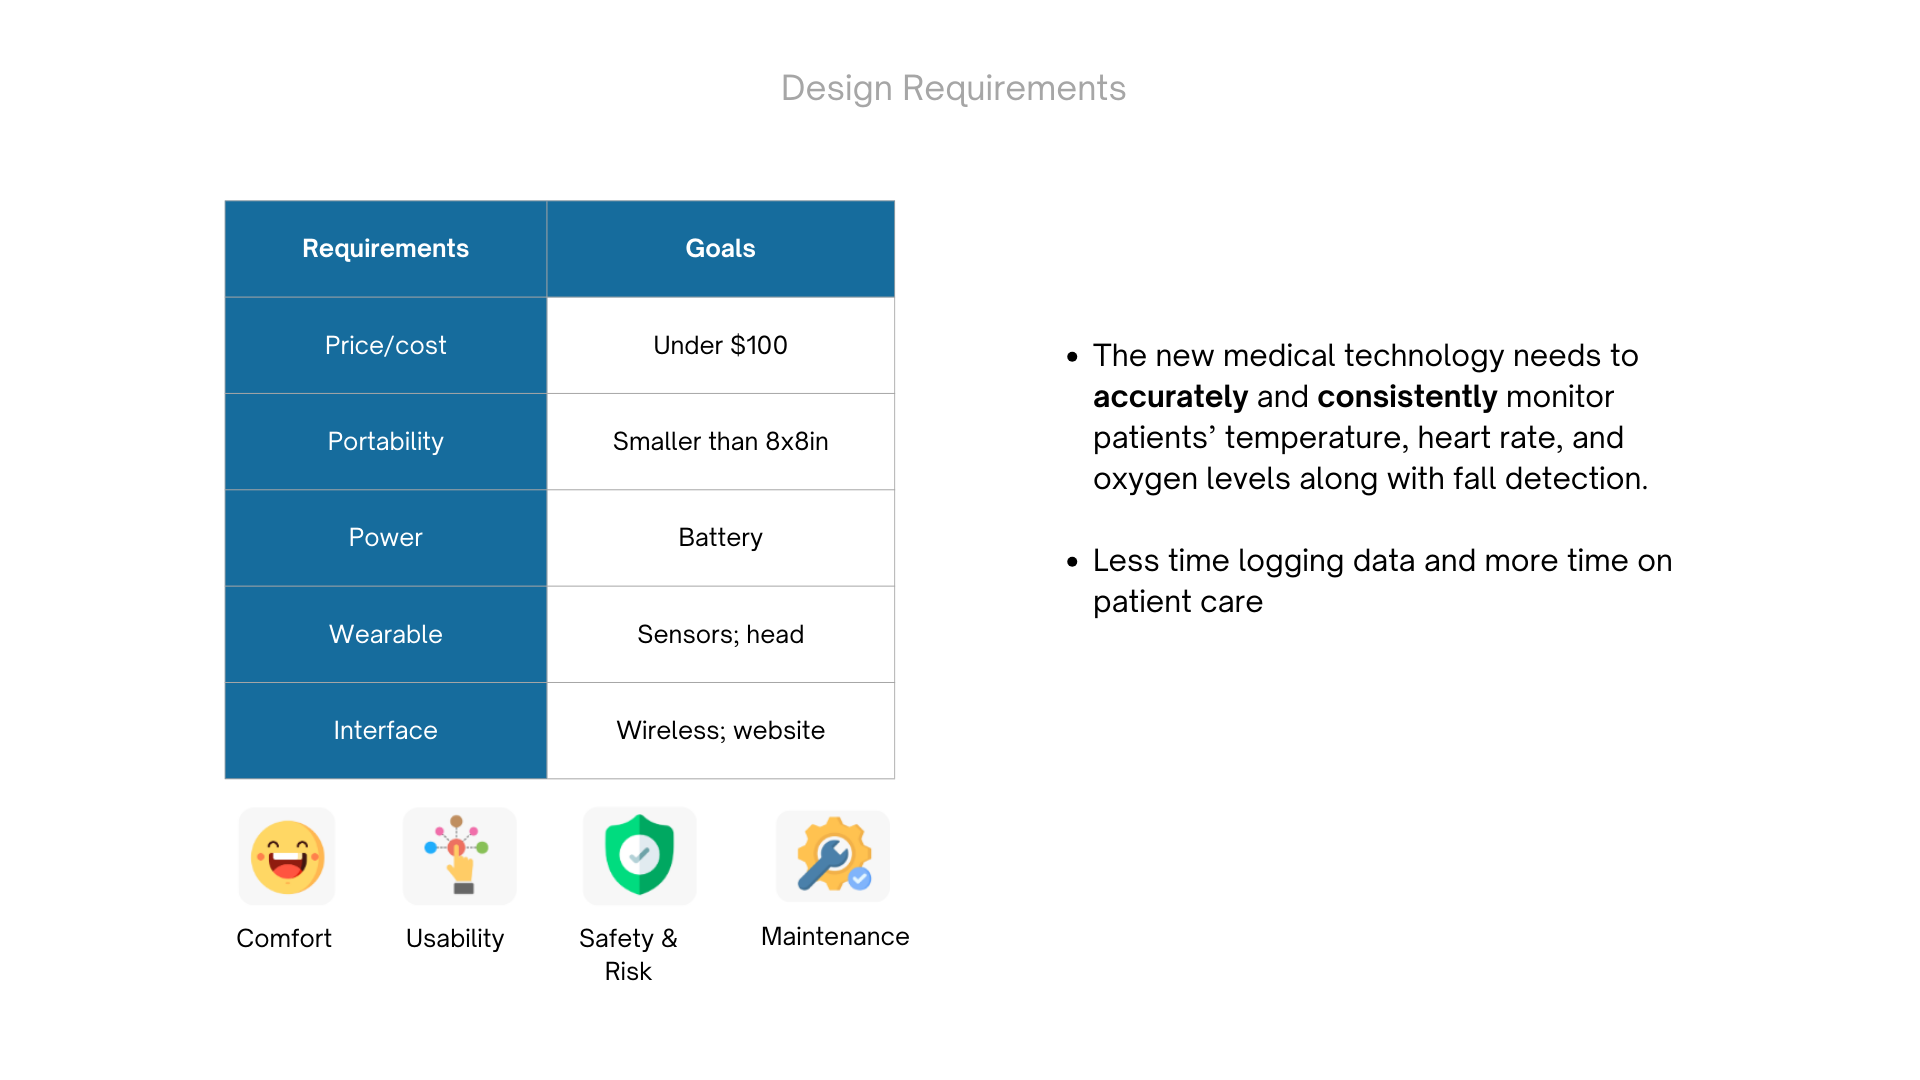 Design Requirements
Requirements
Goals
Price/cost
Under $100
Portability
Smaller than 8x8in
Power
Battery
Wearable
Sensors; head
Interface
Wireless; website
Comfort
Usability
Safety &
Risk
Maintenance
• The new medical technology needs to
accurately and consistently monitor
patients’ temperature, heart rate, and
oxygen levels along with fall detection.
• Less time logging data and more time on
patient care